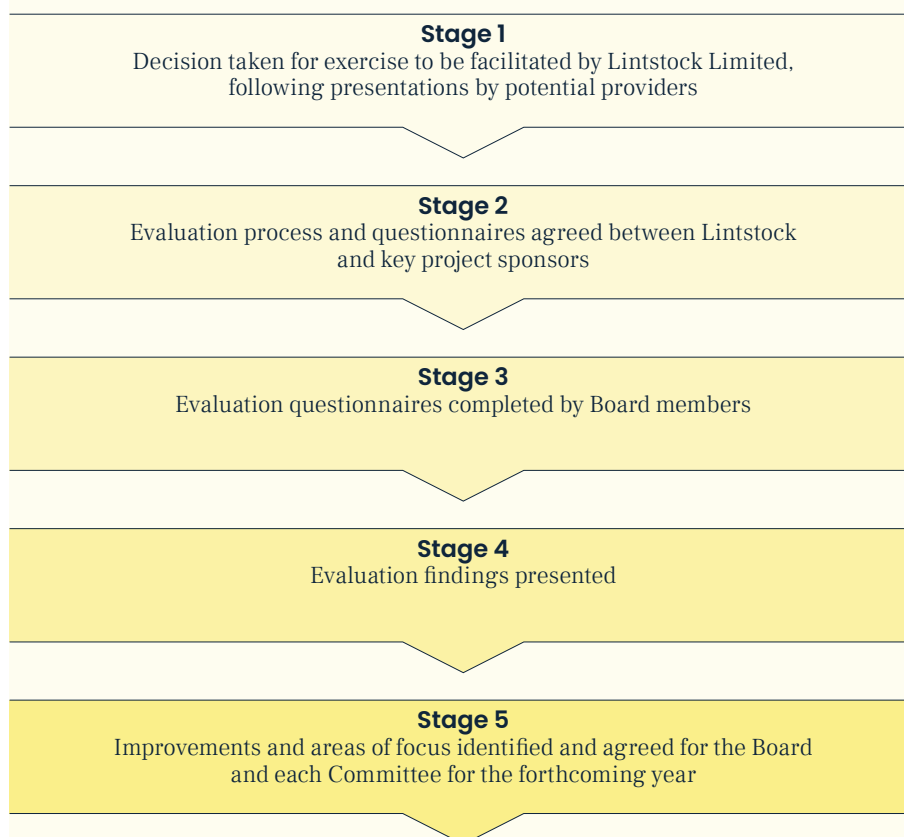 Stage 1
Decision taken for exercise to be facilitated by Lintstock Limited,
following presentations by potential providers
Stage 2
Evaluation process and questionnaires agreed between Lintstock
and key project sponsors
Stage 3
Evaluation questionnaires completed by Board members
Stage 4
Evaluation findings presented
Stage 5
Improvements and areas of focus identified and agreed for the Board
and each Committee for the forthcoming year